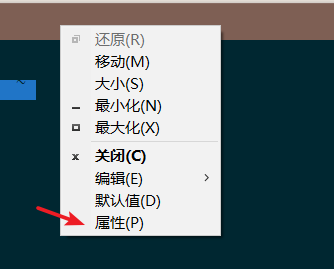 还原(R)
移动(M)
大小(S)
最小化(N)
最大化(X)
关闭(C)
编辑(E)
默认值(D)
属性(P)